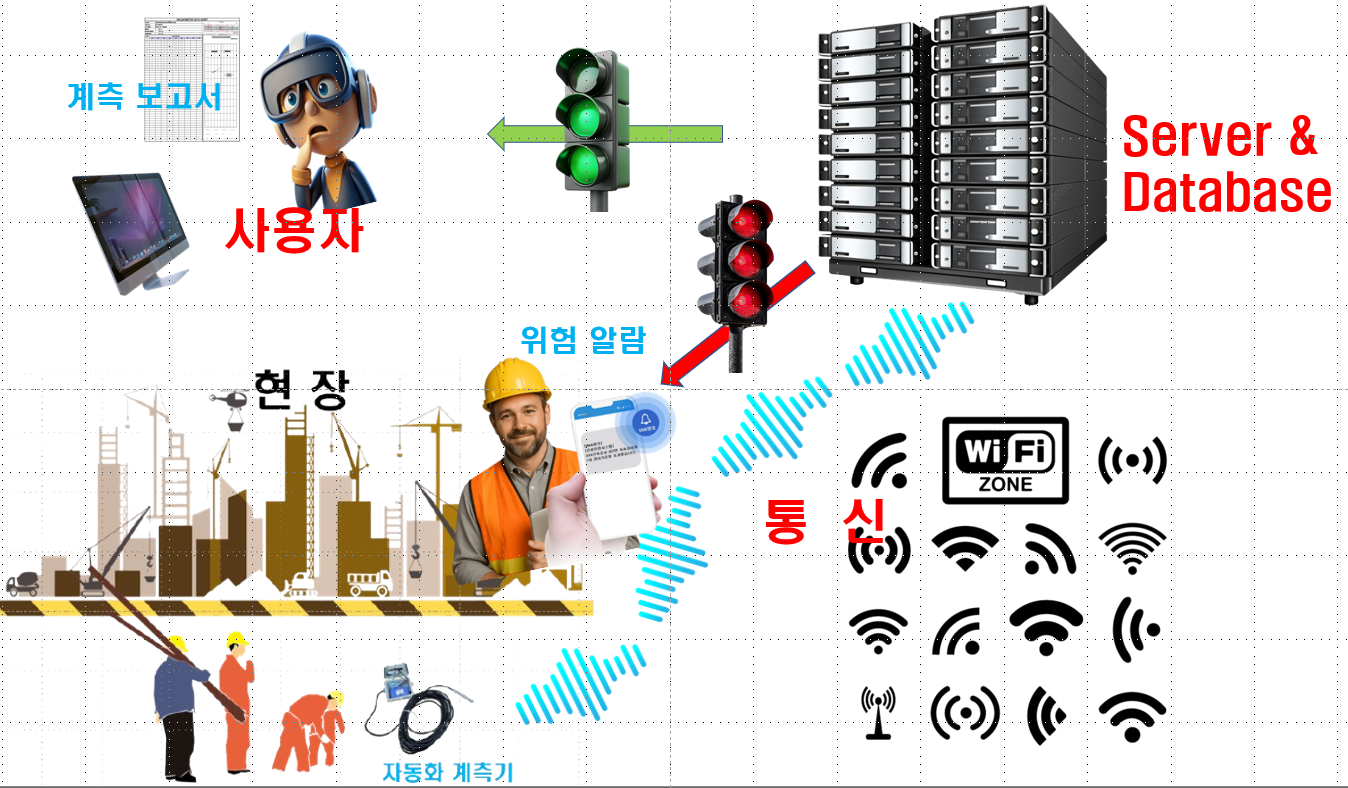 계측 보고서
사용자
Server &
Database
위험 알람
현 장
통 신
Wi Fi
ZONE
자동화 계측기